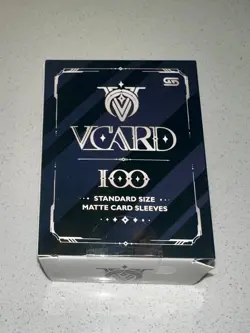 VCARD
100
STANDARD SIZE
MATTE CARD SLEEVES